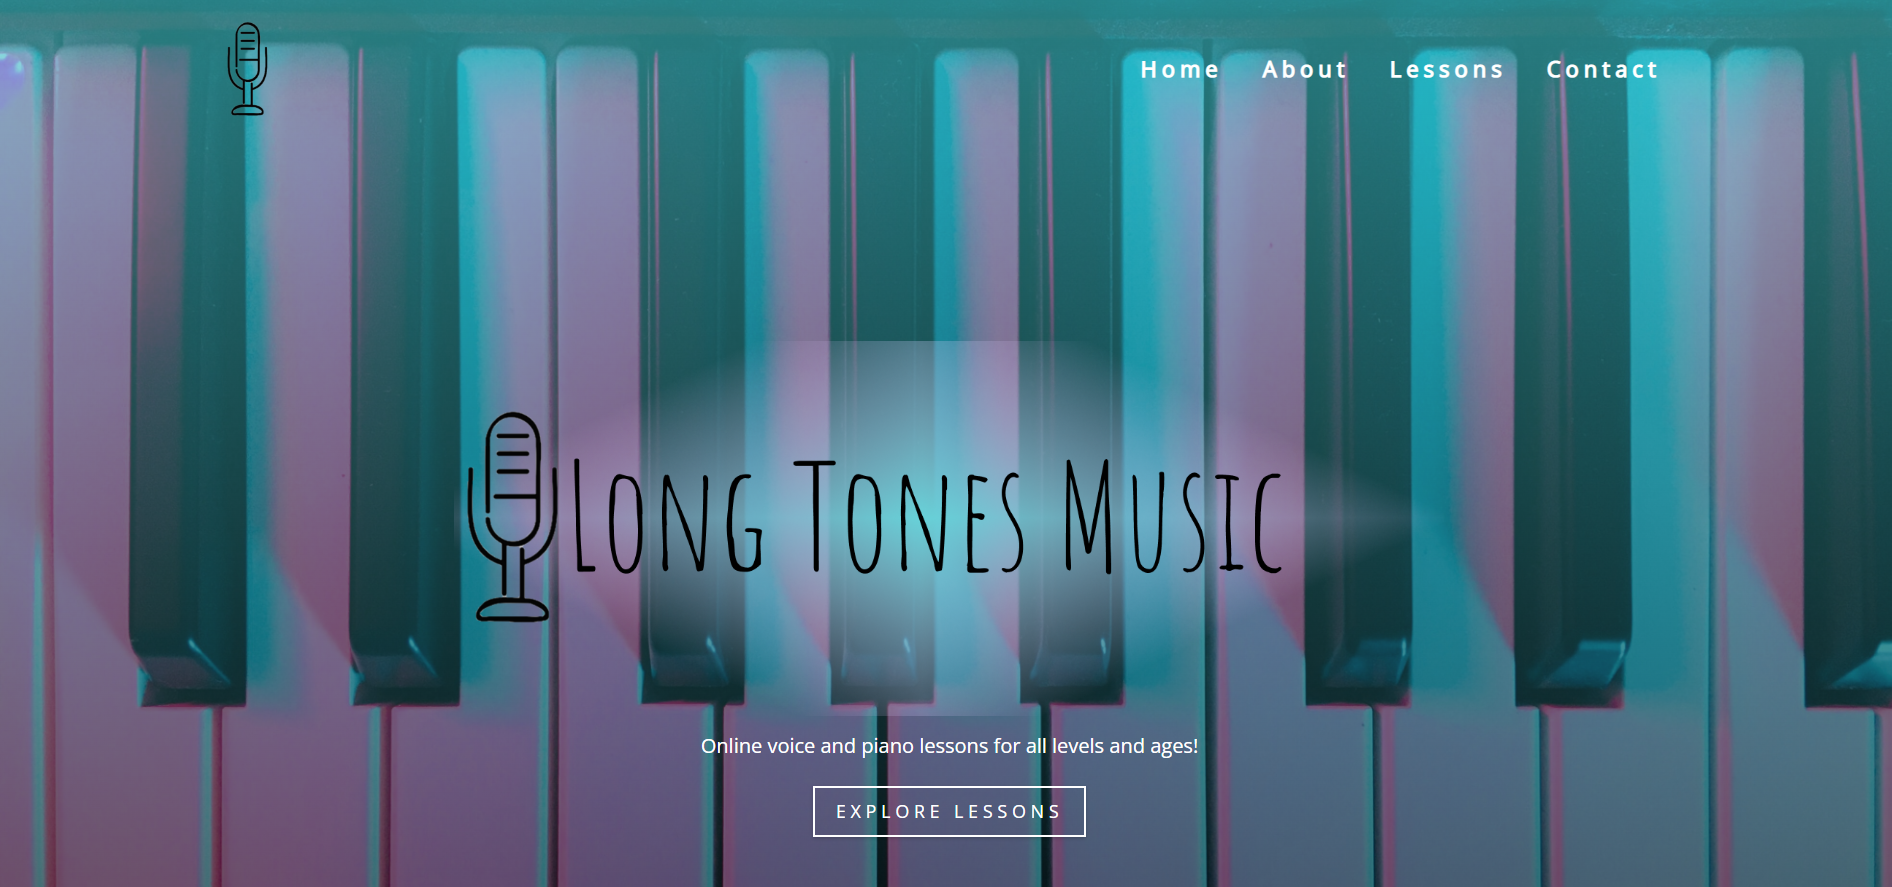 Home About Lessons Contact
Long Tones Music
Online voice and piano lessons for all levels and ages!
EXPLORE LESSONS